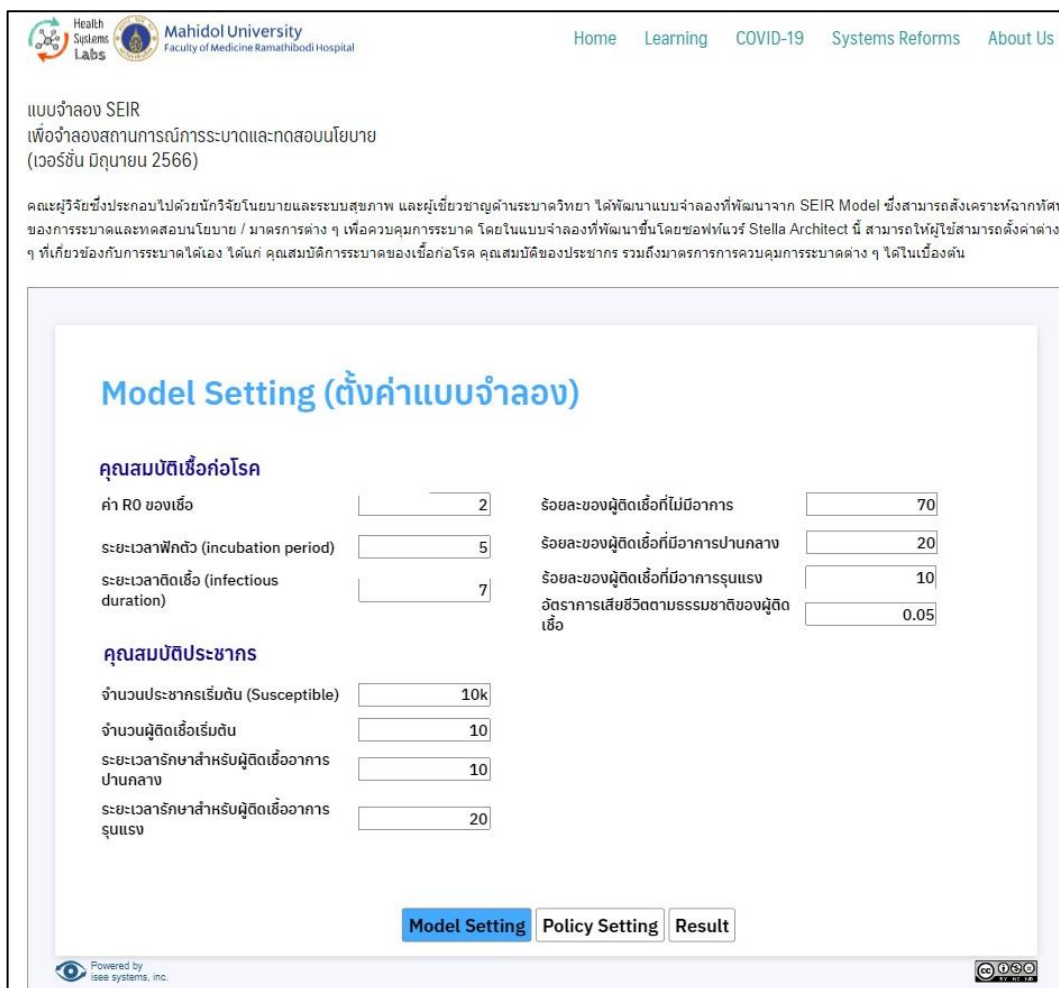 Health
Systems
Labs
Mahidol University
Faculty of Medicine Ramathibodi Hospital
Home Learning COVID-19 Systems Reforms About Us
แบบจำลอง SEIR
เพื่อจำลองสถานการณ์การระบาดและทดสอบนโยบาย
(เวอร์ชั่น มิถุนายน 2566)
คณะผู้วิจัยซึ่งประกอบไปด้วยนักวิจัยนโยบายและระบบสุขภาพ และผู้เชี่ยวชาญด้านระบาดวิทยา ได้พัฒนาแบบจำลองที่พัฒนาจาก SEIR Model ซึ่งสามารถสังเคราะห์ฉากทัศน
ของการระบาดและทดสอบนโยบาย / มาตรการต่าง ๆ เพื่อควบคุมการระบาด โดยในแบบจำลองที่พัฒนาขึ้นโดยซอฟท์แวร์ Stella Architect นี้ สามารถให้ผู้ใช้สามารถตั้งค่าต่าง
ๆ ที่เกี่ยวข้องกับการระบาดได้เอง ได้แก่ คุณสมบัติการระบาดของเชื้อก่อโรค คุณสมบัติของประชากร รวมถึงมาตรการการควบคุมการระบาดต่าง ๆ ได้ในเบื้องต้น
Model Setting (ตั้งค่าแบบจำลอง)
คุณสมบัติเชื้อก่อโรค
ค่า R0 ของเชื้อ 2
ระยะเวลาฟักตัว (incubation period) 5
ระยะเวลาติดเชื้อ (infectious
duration) 7
ร้อยละของผู้ติดเชื้อที่ไม่มีอาการ 70
ร้อยละของผู้ติดเชื้อที่มีอาการปานกลาง 20
ร้อยละของผู้ติดเชื้อที่มีอาการรุนแรง 10
อัตราการเสียชีวิตตามธรรมชาติของผู้ติด
เชื้อ 0.05
คุณสมบัติประชากร
จำนวนประชากรเริ่มต้น (Susceptible) 10k
จำนวนผู้ติดเชื้อเริ่มต้น 10
ระยะเวลารักษาสำหรับผู้ติดเชื้ออาการ
ปานกลาง 10
ระยะเวลารักษาสำหรับผู้ติดเชื้ออาการ
รุนแรง 20
Model Setting Policy Setting Result
Powered by
isee systems, inc.
cc
BY NC ND